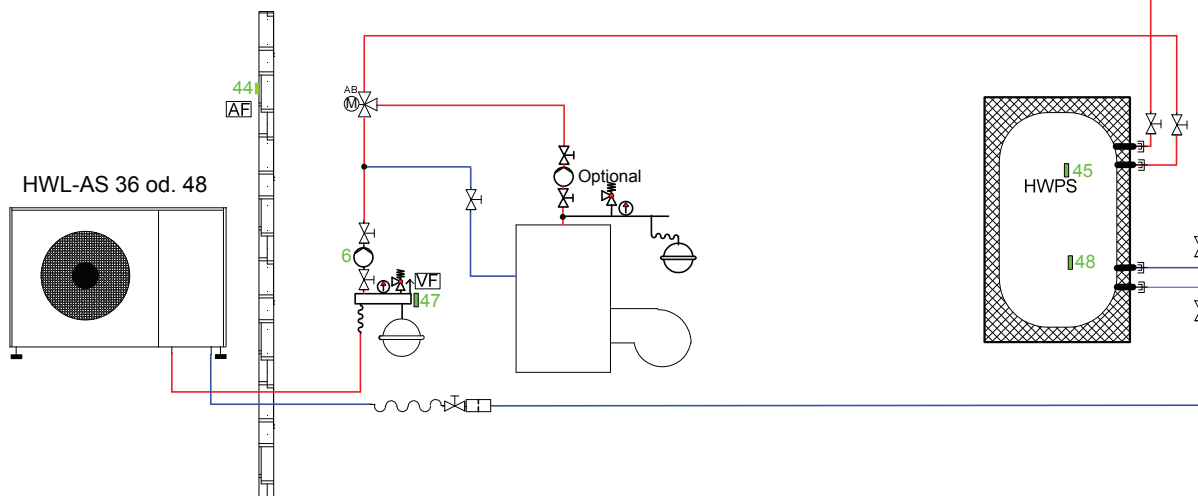 AB
M
44
AF
HWL-AS 36 od. 48
Optional
45
HWPS
6
48
VF
47